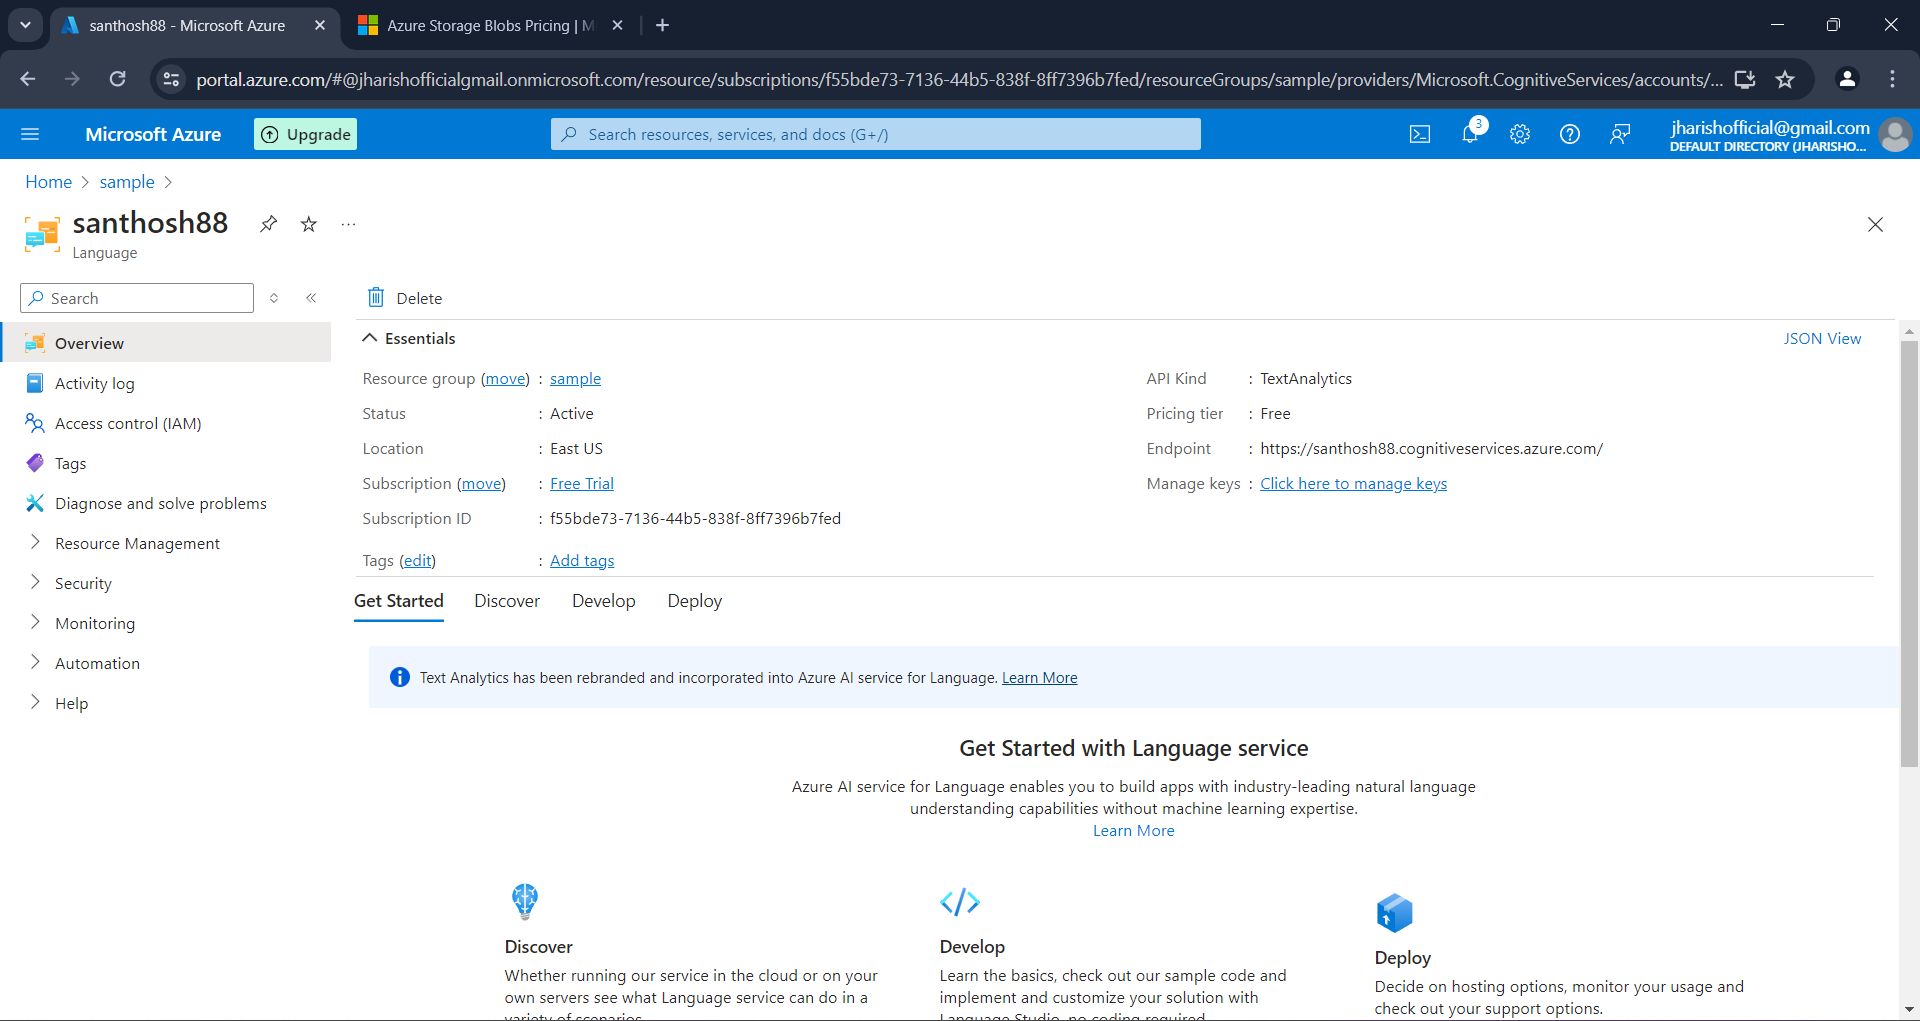 santhosh88 - Microsoft Azure
Azure Storage Blobs Pricing | M
portal.azure.com/#@jharishofficialgmail.onmicrosoft.com/resource/subscriptions/f55bde73-7136-44b5-838f-8ff7396b7fed/resourceGroups/sample/providers/Microsoft.CognitiveServices/accounts/...
Microsoft Azure
Upgrade
Search resources, services, and docs (G+/)
3
jharishofficial@gmail.com
DEFAULT DIRECTORY (JHARISHO...
Home > sample >
santhosh88
Language
Search
Delete
Overview
Activity log
Access control (IAM)
Tags
Diagnose and solve problems
Resource Management
Security
Monitoring
Automation
Help
Essentials
JSON View
Resource group (move) : sample
Status : Active
Location : East US
Subscription (move) : Free Trial
Subscription ID : f55bde73-7136-44b5-838f-8ff7396b7fed
Tags (edit) : Add tags
API Kind : TextAnalytics
Pricing tier : Free
Endpoint : https://santhosh88.cognitiveservices.azure.com/
Manage keys : Click here to manage keys
Get Started Discover Develop Deploy
Text Analytics has been rebranded and incorporated into Azure AI service for Language. Learn More
Get Started with Language service
Azure AI service for Language enables you to build apps with industry-leading natural language
understanding capabilities without machine learning expertise.
Learn More
Discover
Whether running our service in the cloud or on your
own servers see what Language service can do in a
variety of scenarios.
Develop
Learn the basics, check out our sample code and
implement and customize your solution with
Language Studio, no coding required.
Deploy
Decide on hosting options, monitor your usage and
check out your support options.